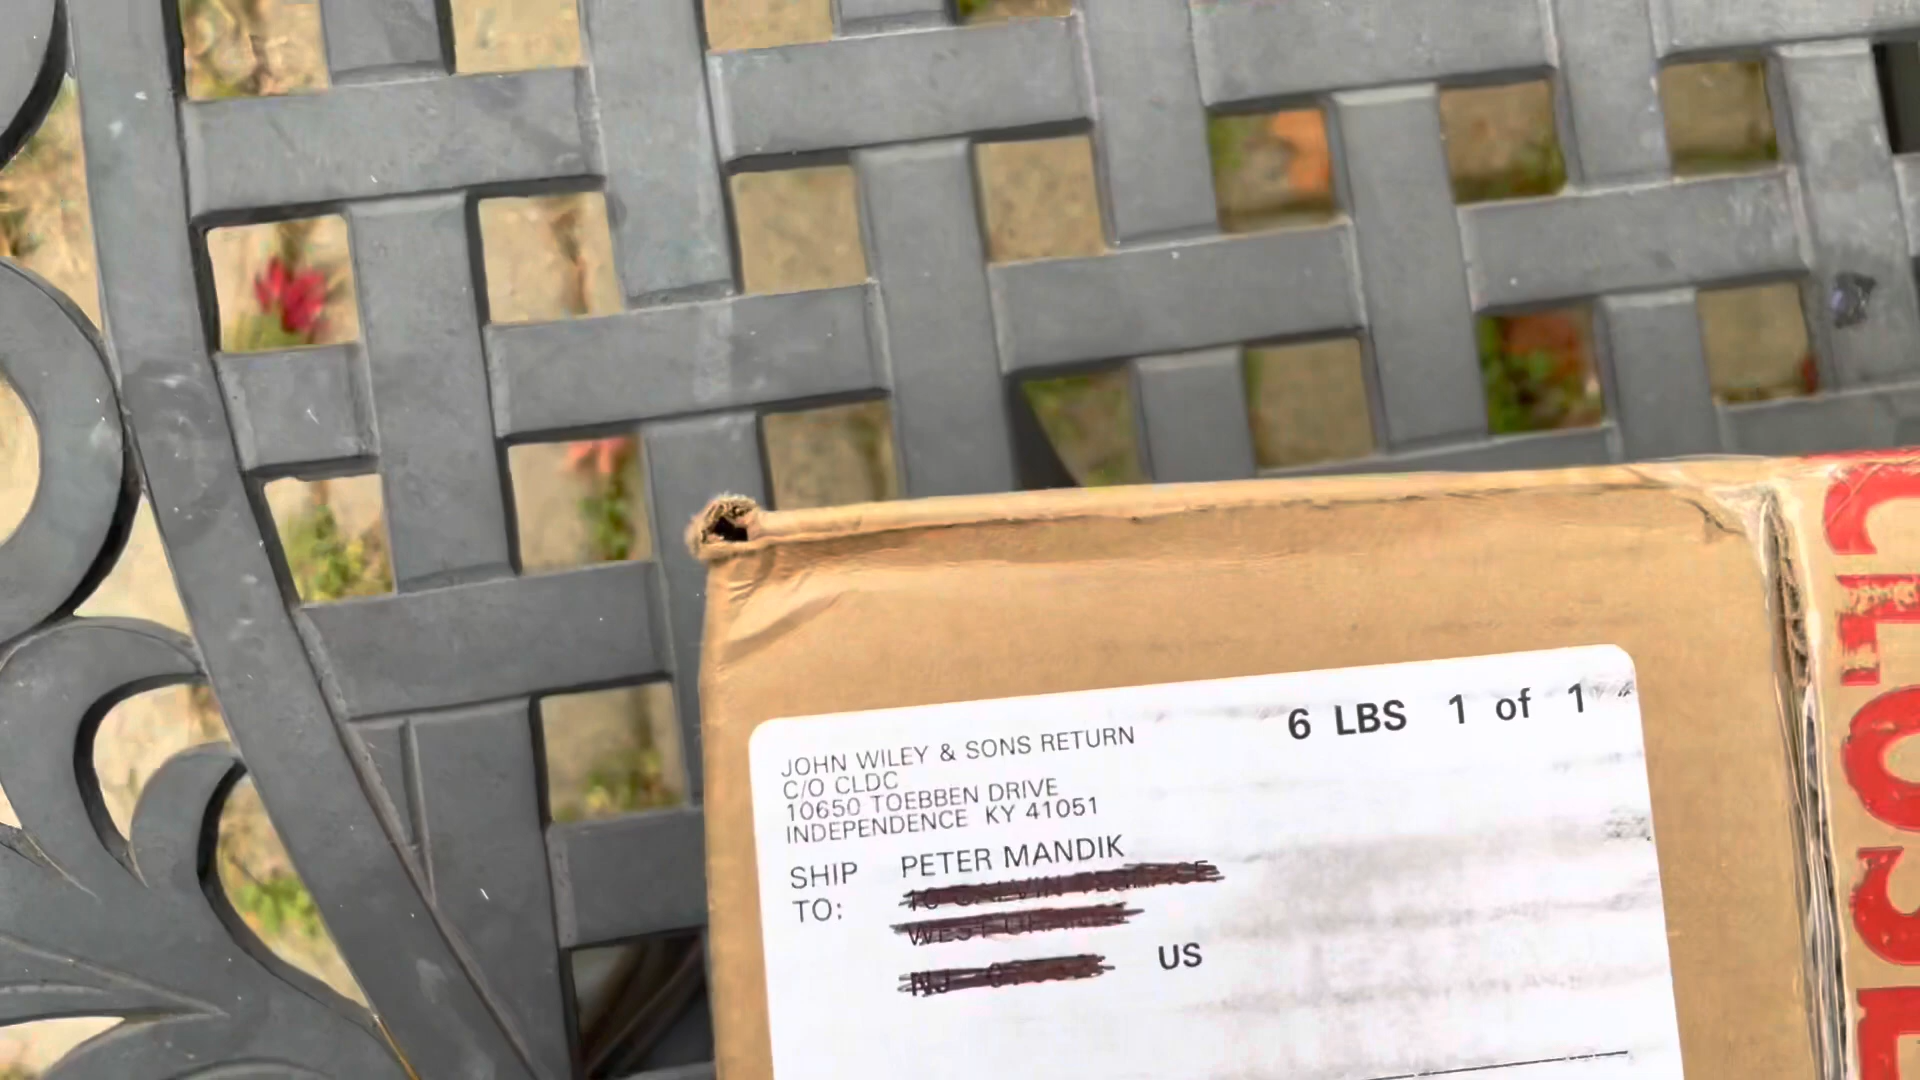 6 LBS 1 of 1
JOHN WILEY & SONS RETURN
C/O CLDC
10650 TOEBBEN DRIVE
INDEPENDENCE KY 41051
SHIP TO:
PETER MANDIK
US
CLOSE